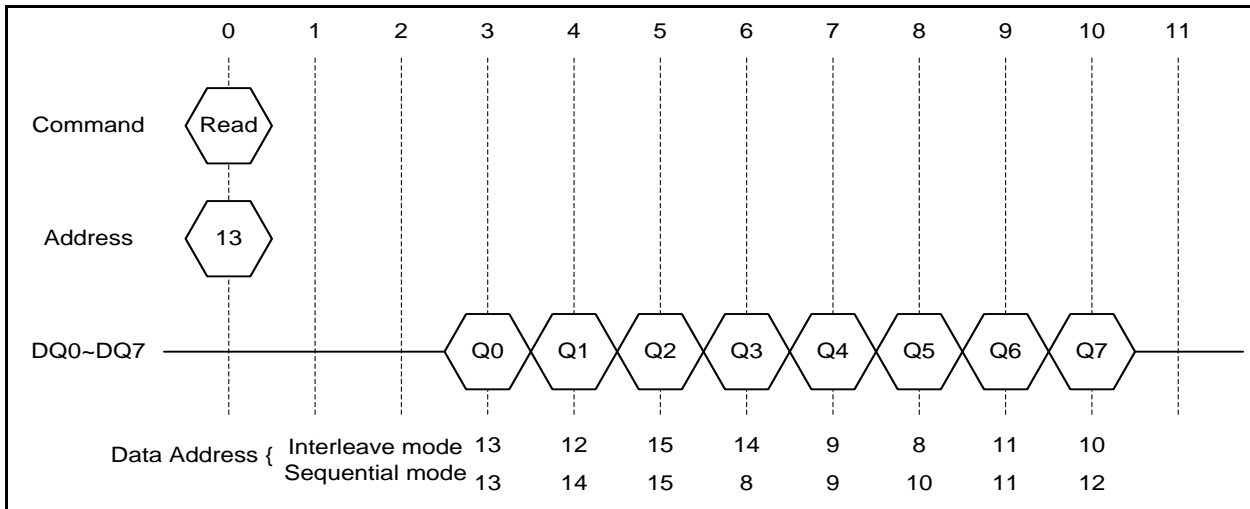 0 1 2 3 4 5 6 7 8 9 10 11
Command Read
Address 13
DQ0~DQ7 Q0 Q1 Q2 Q3 Q4 Q5 Q6 Q7
Data Address { Interleave mode 13 12 15 14 9 8 11 10
Sequential mode 13 14 15 8 9 10 11 12